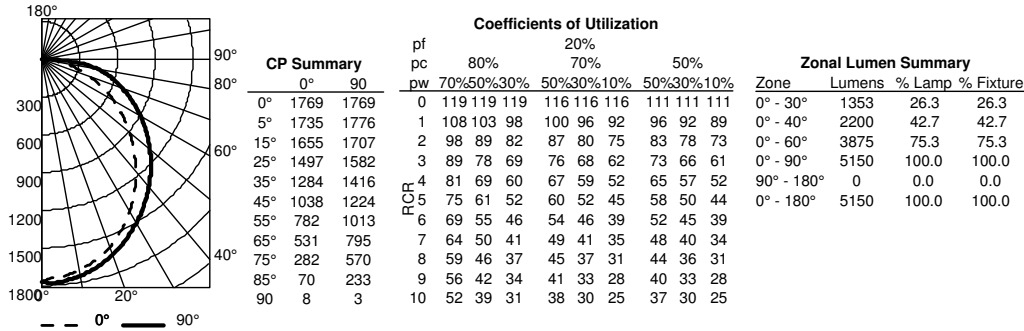 180°
90°
80°
60°
40°
20°
0°
300
600
900
1200
1500
1800
0° 90°
CP Summary
0° 90
0° 1769 1769
5° 1735 1776
15° 1655 1707
25° 1497 1582
35° 1284 1416
45° 1038 1224
55° 782 1013
65° 531 795
75° 282 570
85° 70 233
90 8 3
Coefficients of Utilization
pf 20%
pc 80% 70% 50%
pw 70%50%30% 50%30%10% 50%30%10%
RCR
0 119 119 119 116 116 116 111 111 111
1 108 103 98 100 96 92 96 92 89
2 98 89 82 87 80 75 83 78 73
3 89 78 69 76 68 62 73 66 61
4 81 69 60 67 59 52 65 57 52
5 75 61 52 60 52 45 58 50 44
6 69 55 46 54 46 39 52 45 39
7 64 50 41 49 41 35 48 40 34
8 59 46 37 45 37 31 44 36 31
9 56 42 34 41 33 28 40 33 28
10 52 39 31 38 30 25 37 30 25
Zonal Lumen Summary
Zone Lumens % Lamp % Fixture
0° - 30° 1353 26.3 26.3
0° - 40° 2200 42.7 42.7
0° - 60° 3875 75.3 75.3
0° - 90° 5150 100.0 100.0
90° - 180° 0 0.0 0.0
0° - 180° 5150 100.0 100.0